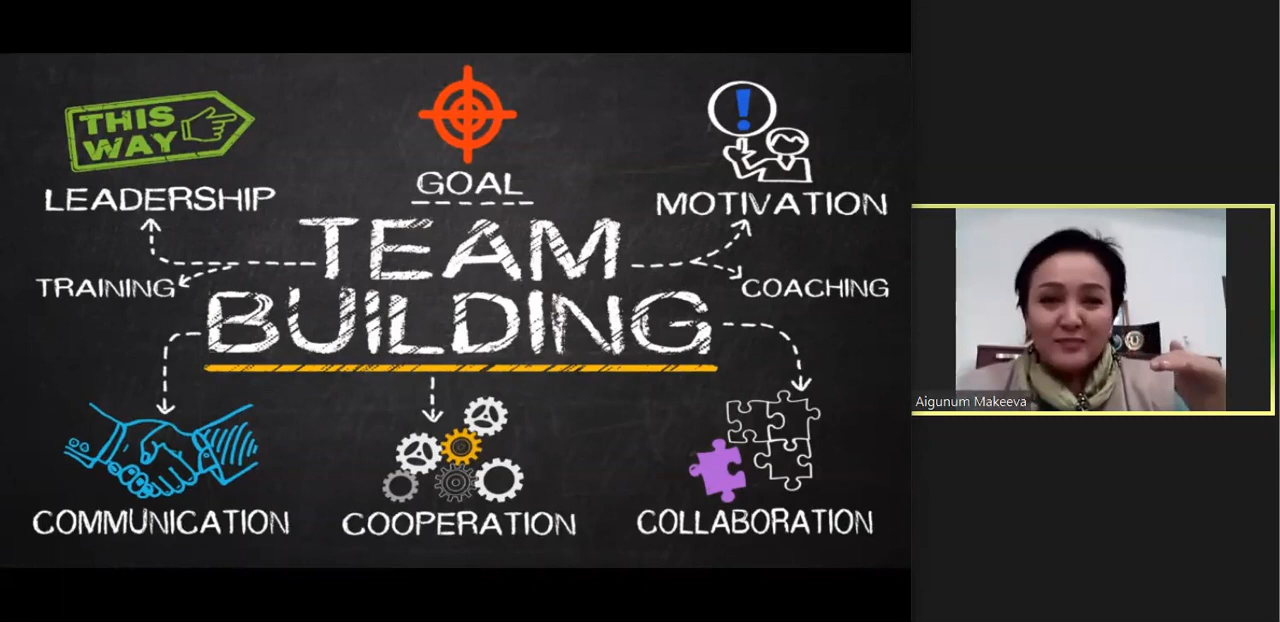 THIS
WAY
LEADERSHIP
GOAL
MOTIVATION
TEAM
BUILDING
TRAINING
COACHING
COMMUNICATION
COOPERATION
COLLABORATION
Aigunum Makeeva